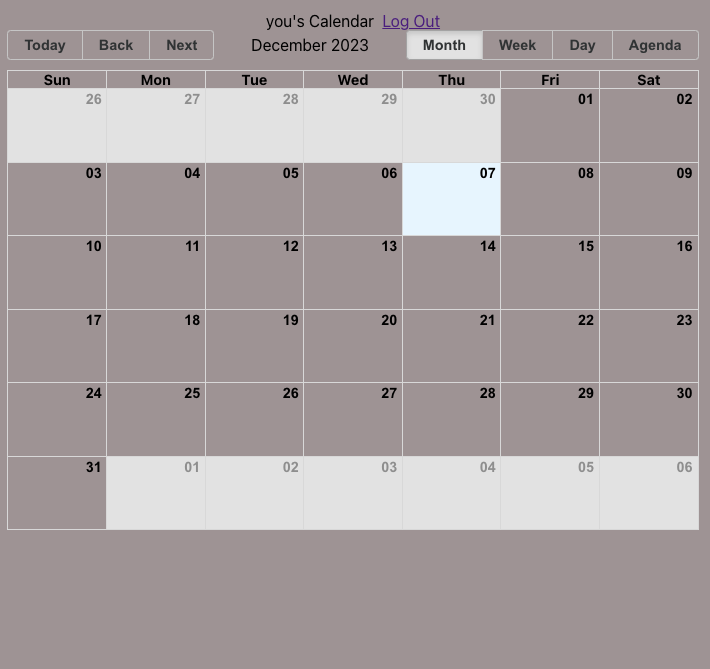 you's Calendar Log Out
Today Back Next December 2023 Month Week Day Agenda
Sun Mon Tue Wed Thu Fri Sat
26 27 28 29 30 01 02
03 04 05 06 07 08 09
10 11 12 13 14 15 16
17 18 19 20 21 22 23
24 25 26 27 28 29 30
31 01 02 03 04 05 06